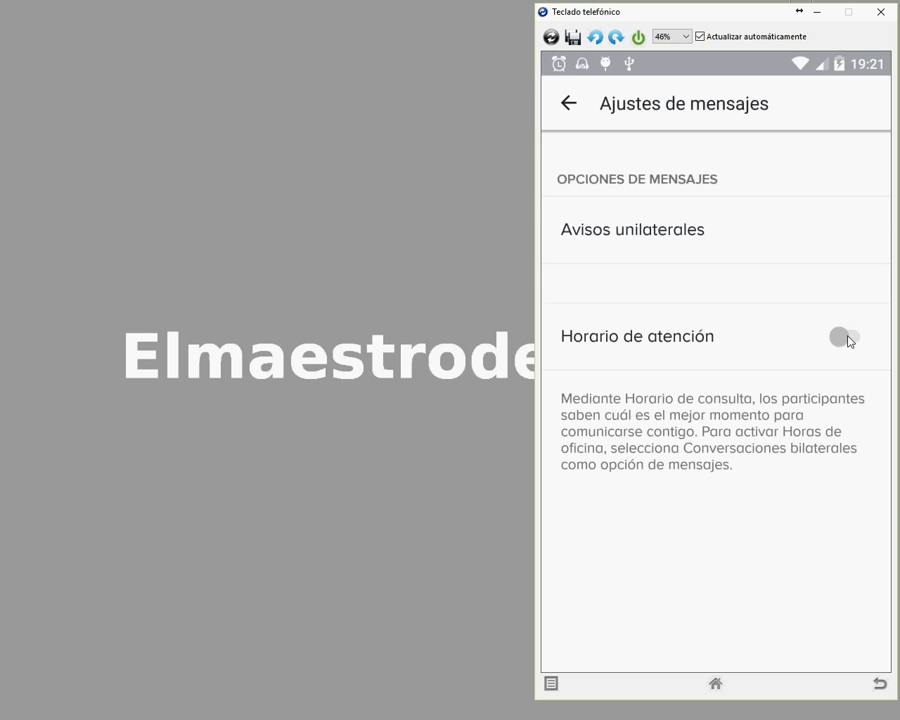 Teclado telefónico
46%
Actualizar automáticamente
19:21
Ajustes de mensajes
OPCIONES DE MENSAJES
Avisos unilaterales
Elmaestrode
Horario de atención
Mediante Horario de consulta, los participantes
saben cuál es el mejor momento para
comunicarse contigo. Para activar Horas de
oficina, selecciona Conversaciones bilaterales
como opción de mensajes.